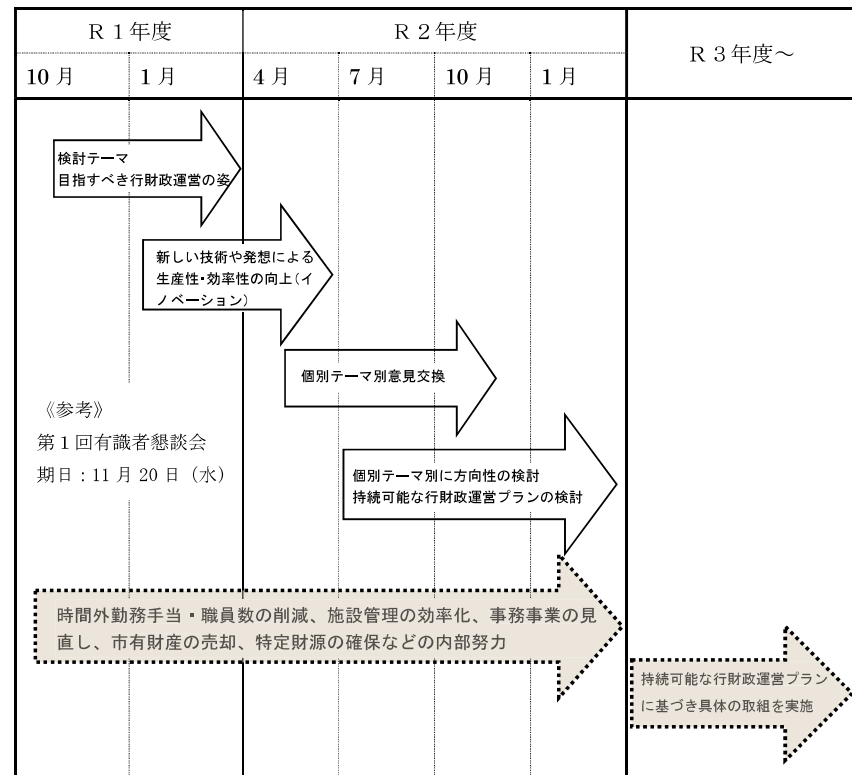 Ｒ１年度
Ｒ２年度
Ｒ３年度～
10月
1月
4月
7月
10月
1月
検討テーマ
目指すべき行財政運営の姿
新しい技術や発想による
生産性・効率性の向上（イ
ノベーション）
個別テーマ別意見交換
《参考》
第１回有識者懇談会
期日：11月20日（水）
個別テーマ別に方向性の検討
持続可能な行財政運営プランの検討
時間外勤務手当・職員数の削減、施設管理の効率化、事務事業の見
直し、市有財産の売却、特定財源の確保などの内部努力
持続可能な行財政運営プラン
に基づき具体の取組を実施